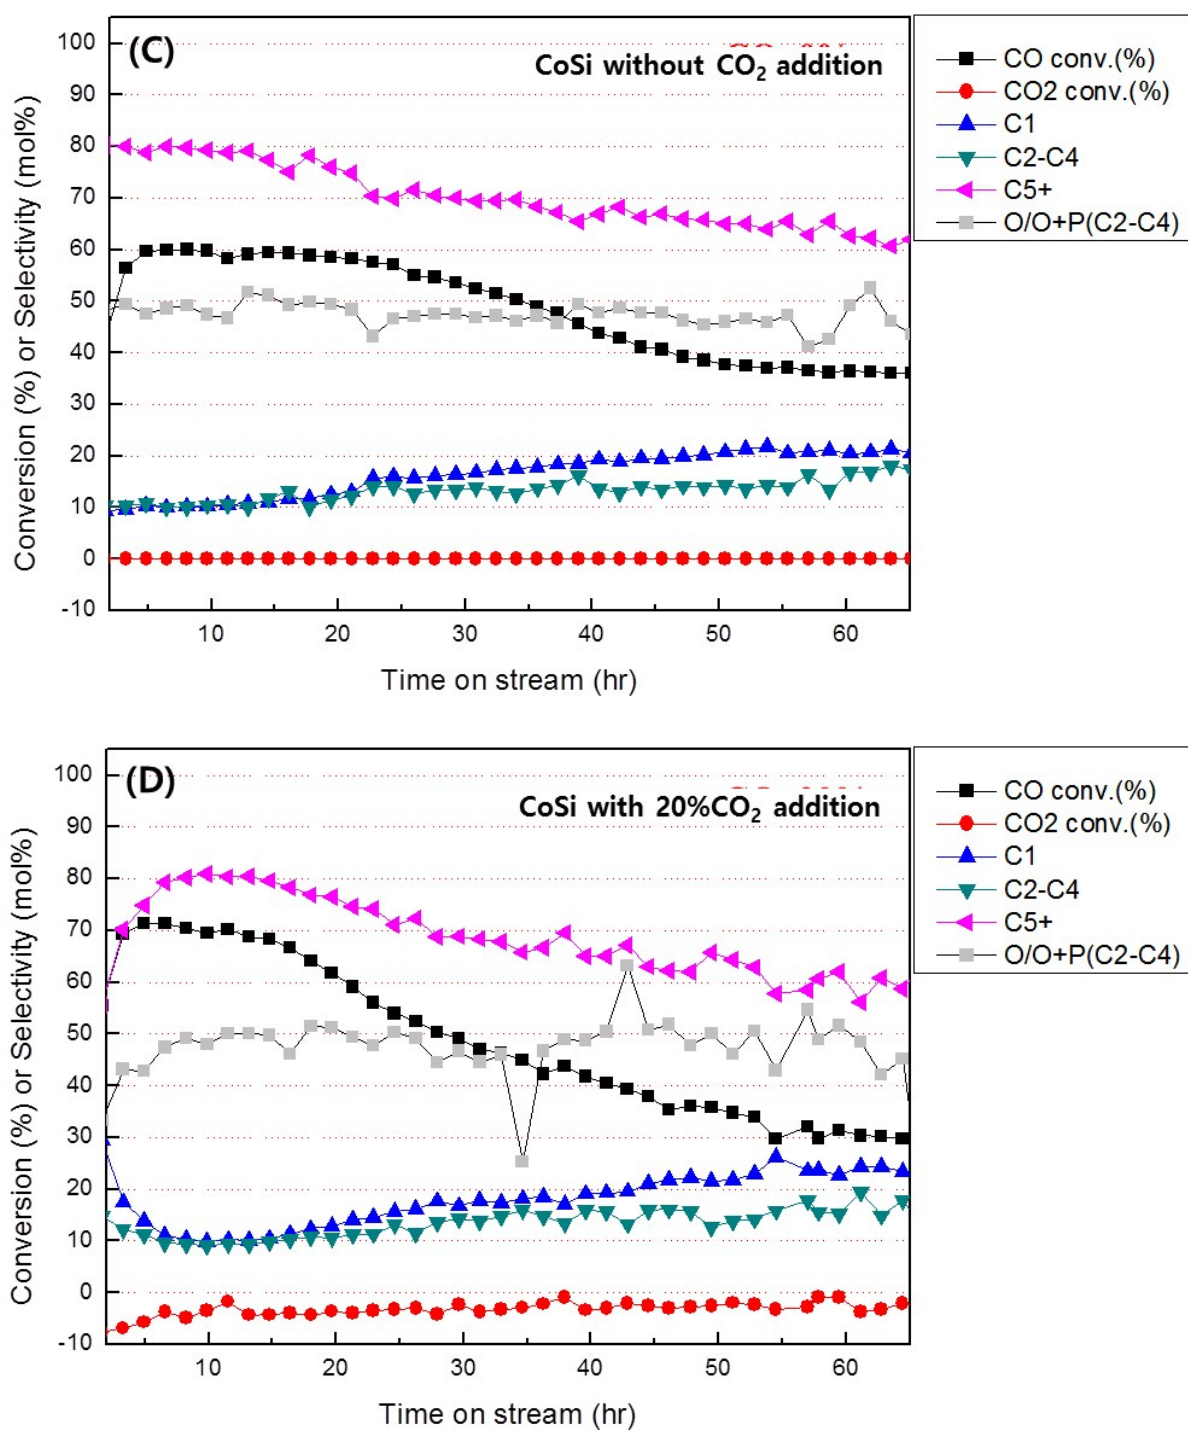 (C)
CoSi without CO₂ addition
100
90
80
70
60
50
40
30
20
10
0
-10
10
20
30
40
50
60
Conversion (%) or Selectivity (mol%)
Time on stream (hr)
CO conv.(%)
CO2 conv.(%)
C1
C2-C4
C5+
O/O+P(C2-C4)
(D)
CoSi with 20%CO₂ addition
100
90
80
70
60
50
40
30
20
10
0
-10
10
20
30
40
50
60
Conversion (%) or Selectivity (mol%)
Time on stream (hr)
CO conv.(%)
CO2 conv.(%)
C1
C2-C4
C5+
O/O+P(C2-C4)